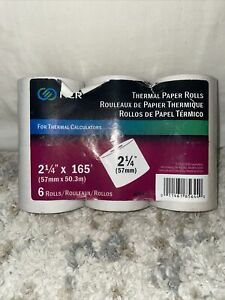 NCR
THERMAL PAPER ROLLS
ROULEAUX DE PAPIER THERMIQUE
ROLLOS DE PAPEL TÉRMICO
FOR THERMAL CALCULATORS
2¼" x 165'
(57mm x 50.3m)
6 ROLLS/ROULEAUX/ROLLOS
2¼"
(57mm)